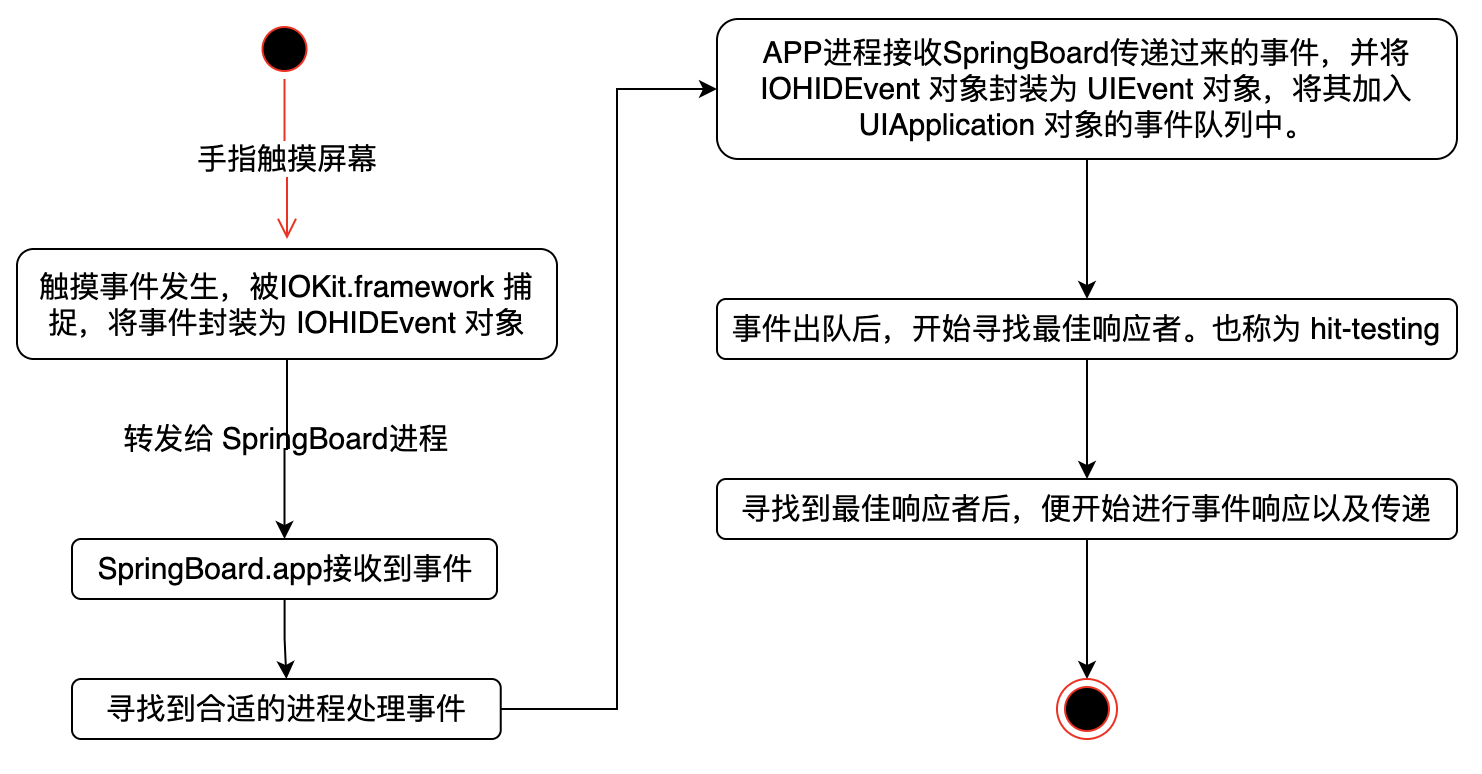 手指触摸屏幕
触摸事件发生，被IOKit.framework 捕
捉，将事件封装为 IOHIDEvent 对象
转发给 SpringBoard进程
SpringBoard.app接收到事件
寻找到合适的进程处理事件
APP进程接收SpringBoard传递过来的事件，并将
IOHIDEvent 对象封装为 UIEvent 对象，将其加入
UIApplication 对象的事件队列中。
事件出队后，开始寻找最佳响应者。也称为 hit-testing
寻找到最佳响应者后，便开始进行事件响应以及传递